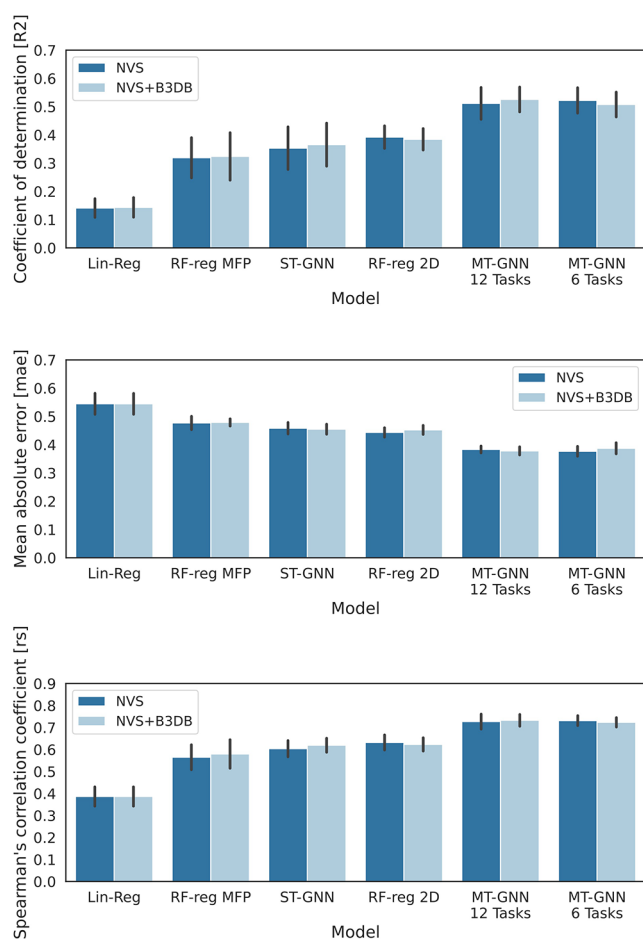 Coefficient of determination [R2]
0.7
0.6
0.5
0.4
0.3
0.2
0.1
0.0
NVS
NVS+B3DB
Lin-Reg RF-reg MFP ST-GNN RF-reg 2D MT-GNN MT-GNN
12 Tasks 6 Tasks
Model
Mean absolute error [mae]
0.7
0.6
0.5
0.4
0.3
0.2
0.1
0.0
NVS
NVS+B3DB
Lin-Reg RF-reg MFP ST-GNN RF-reg 2D MT-GNN MT-GNN
12 Tasks 6 Tasks
Model
Spearman's correlation coefficient [rs]
0.9
0.8
0.7
0.6
0.5
0.4
0.3
0.2
0.1
0.0
NVS
NVS+B3DB
Lin-Reg RF-reg MFP ST-GNN RF-reg 2D MT-GNN MT-GNN
12 Tasks 6 Tasks
Model